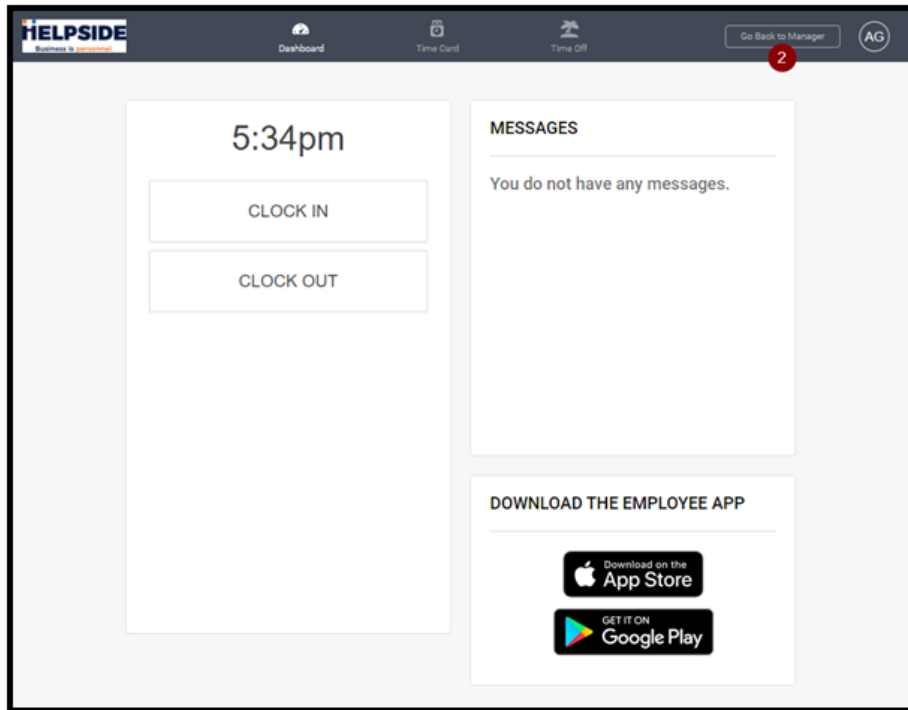 HELPSIDE
Business is personnel.
Dashboard
Time Card
Time Off
Go Back to Manager
AG
2
5:34pm
CLOCK IN
CLOCK OUT
MESSAGES
You do not have any messages.
DOWNLOAD THE EMPLOYEE APP
Download on the
App Store
GET IT ON
Google Play